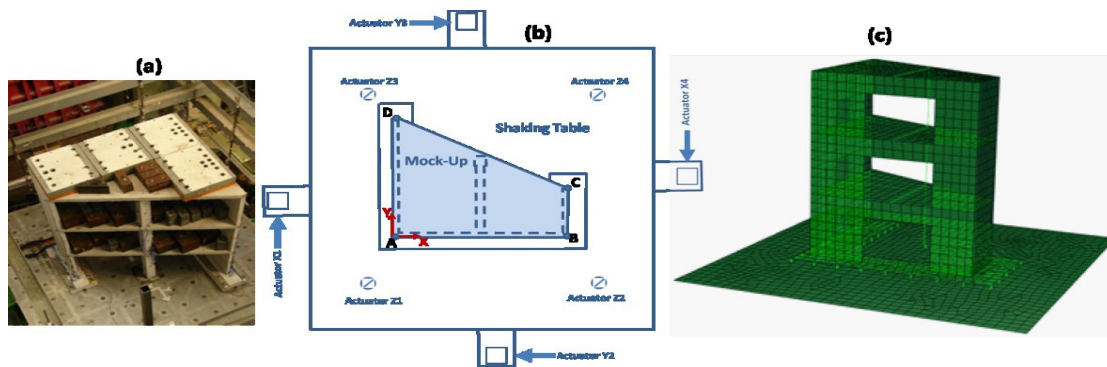 (a)
(b)
(c)
Actuator Y3
Actuator Z3
Actuator Z4
Actuator X4
D
Shaking Table
Mock-Up
C
Y
A
X
B
Actuator X1
Actuator Z1
Actuator Z2
Actuator Y2